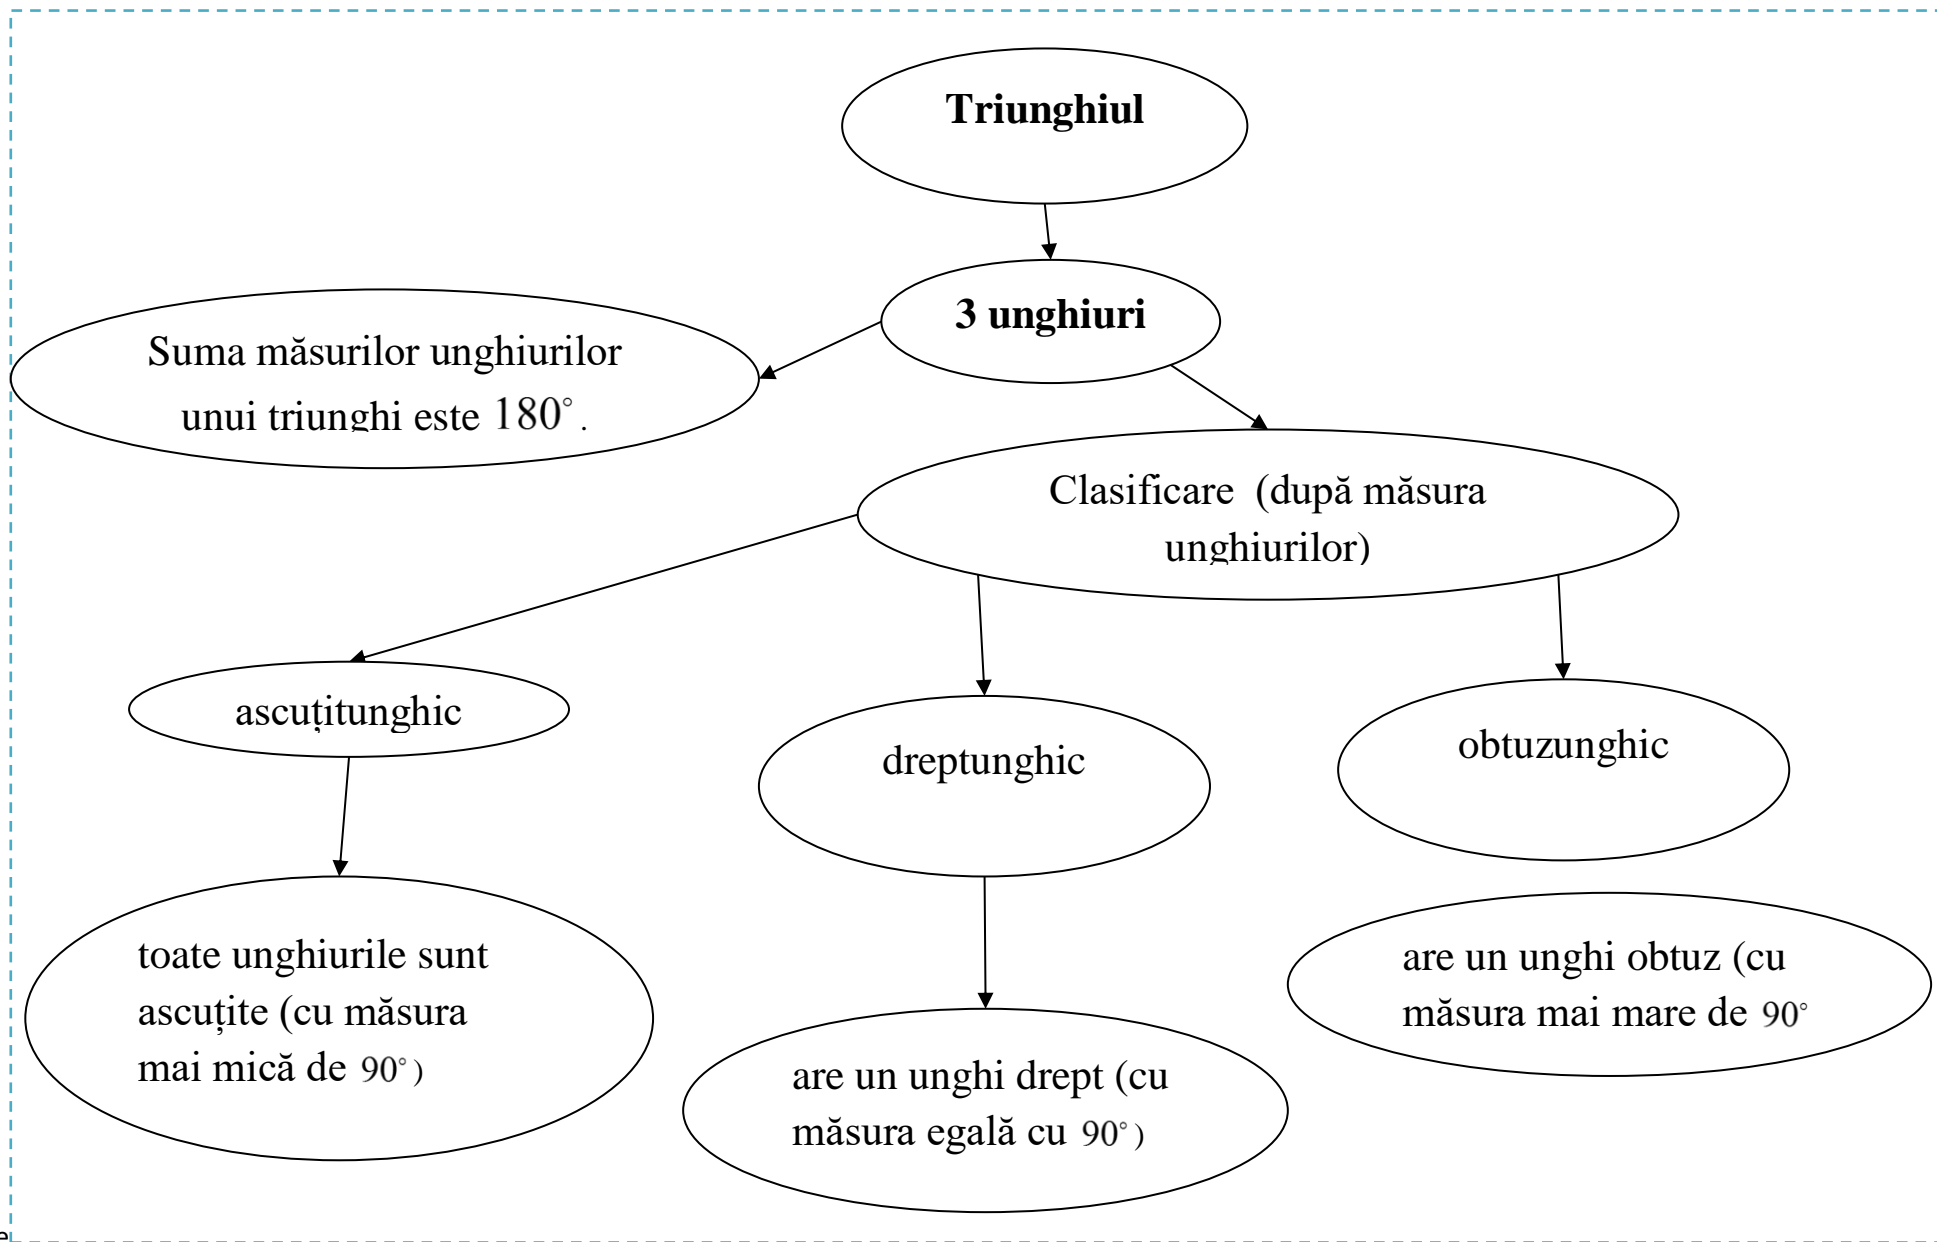 Triunghiul
3 unghiuri
Suma măsurilor unghiurilor
unui triunghi este 180°.
Clasificare (după măsura
unghiurilor)
ascuțitunghic
dreptunghic
obtuzunghic
toate unghiurile sunt
ascuțite (cu măsura
mai mică de 90°)
are un unghi drept (cu
măsura egală cu 90°)
are un unghi obtuz (cu
măsura mai mare de 90°
e